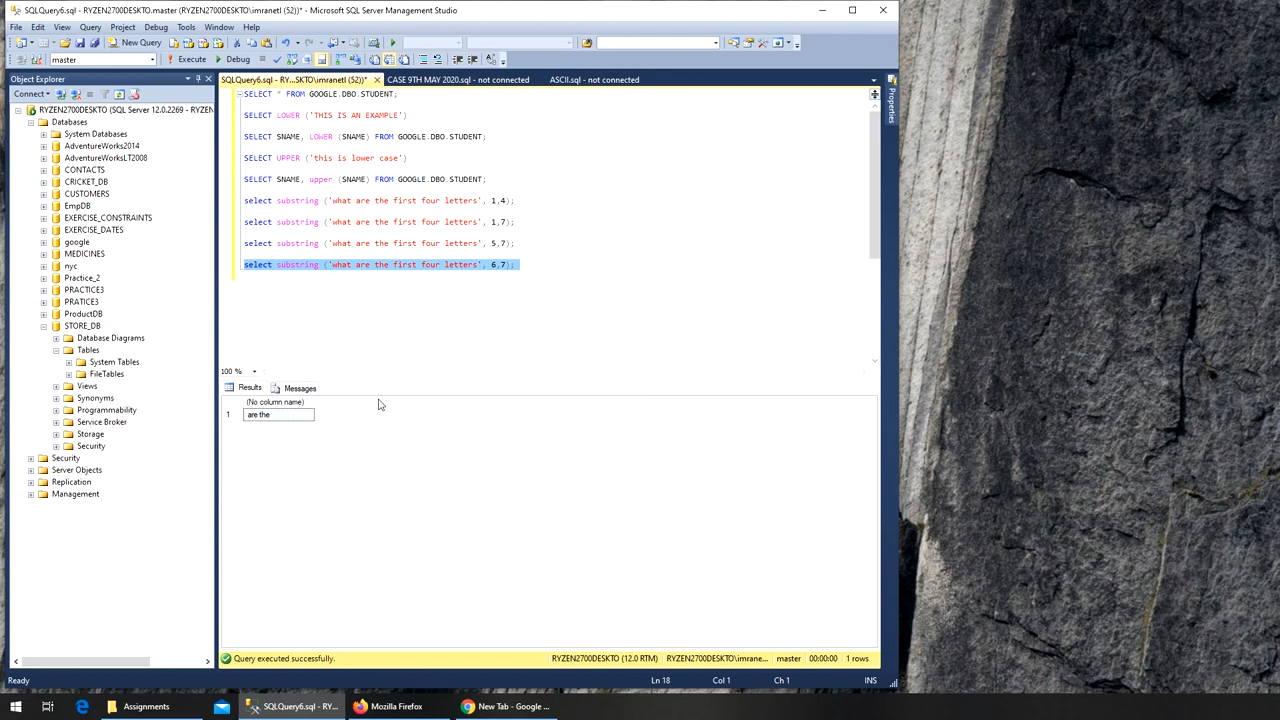 SQLQuery6.sql - RYZEN2700DESKTO.master (RYZEN2700DESKTO\imranetl (52))* - Microsoft SQL Server Management Studio
File Edit View Query Project Debug Tools Window Help
New Query
master Execute Debug
Object Explorer
Connect
RYZEN2700DESKTO (SQL Server 12.0.2269 - RYZEN
Databases
System Databases
AdventureWorks2014
AdventureWorksLT2008
CONTACTS
CRICKET_DB
CUSTOMERS
EmpDB
EXERCISE_CONSTRAINTS
EXERCISE_DATES
google
MEDICINES
nyc
Practice_2
PRACTICE3
PRATICE3
ProductDB
STORE_DB
Database Diagrams
Tables
System Tables
FileTables
Views
Synonyms
Programmability
Service Broker
Storage
Security
Security
Server Objects
Replication
Management
SQLQuery6.sql - RY...SKTO\imranetl (52))* CASE 9TH MAY 2020.sql - not connected ASCII.sql - not connected
SELECT * FROM GOOGLE.DBO.STUDENT;
SELECT LOWER ('THIS IS AN EXAMPLE')
SELECT SNAME, LOWER (SNAME) FROM GOOGLE.DBO.STUDENT;
SELECT UPPER ('this is lower case')
SELECT SNAME, upper (SNAME) FROM GOOGLE.DBO.STUDENT;
select substring ('what are the first four letters', 1,4);
select substring ('what are the first four letters', 1,7);
select substring ('what are the first four letters', 5,7);
select substring ('what are the first four letters', 6,7);
100 %
Results Messages
(No column name)
1 are the
Query executed successfully. RYZEN2700DESKTO (12.0 RTM) RYZEN2700DESKTO\imrane... master 00:00:00 1 rows
Properties
Ready Ln 18 Col 1 Ch 1 INS
Assignments SQLQuery6.sql - RY... Mozilla Firefox New Tab - Google ...